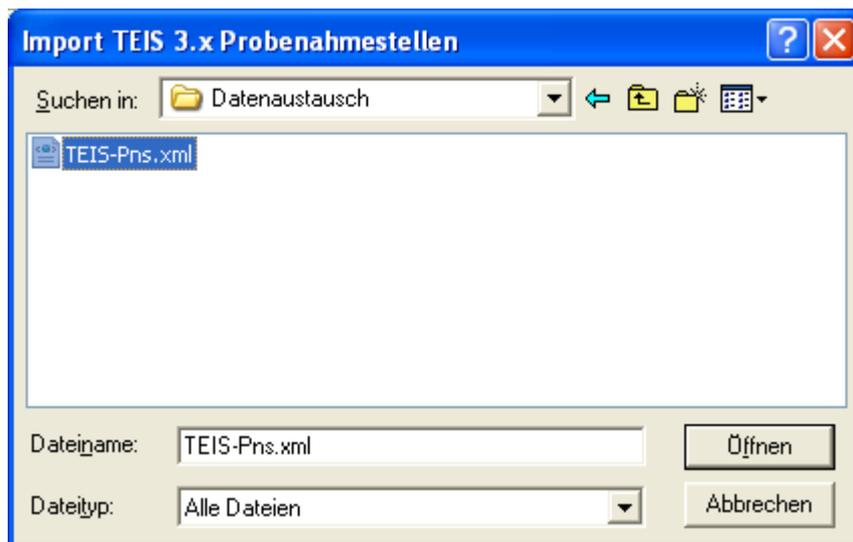 Import TEIS 3.x Probenahmestellen
Suchen in: Datenaustausch
TEIS-Pns.xml
Dateiname: TEIS-Pns.xml Öffnen
Dateityp: Alle Dateien Abbrechen